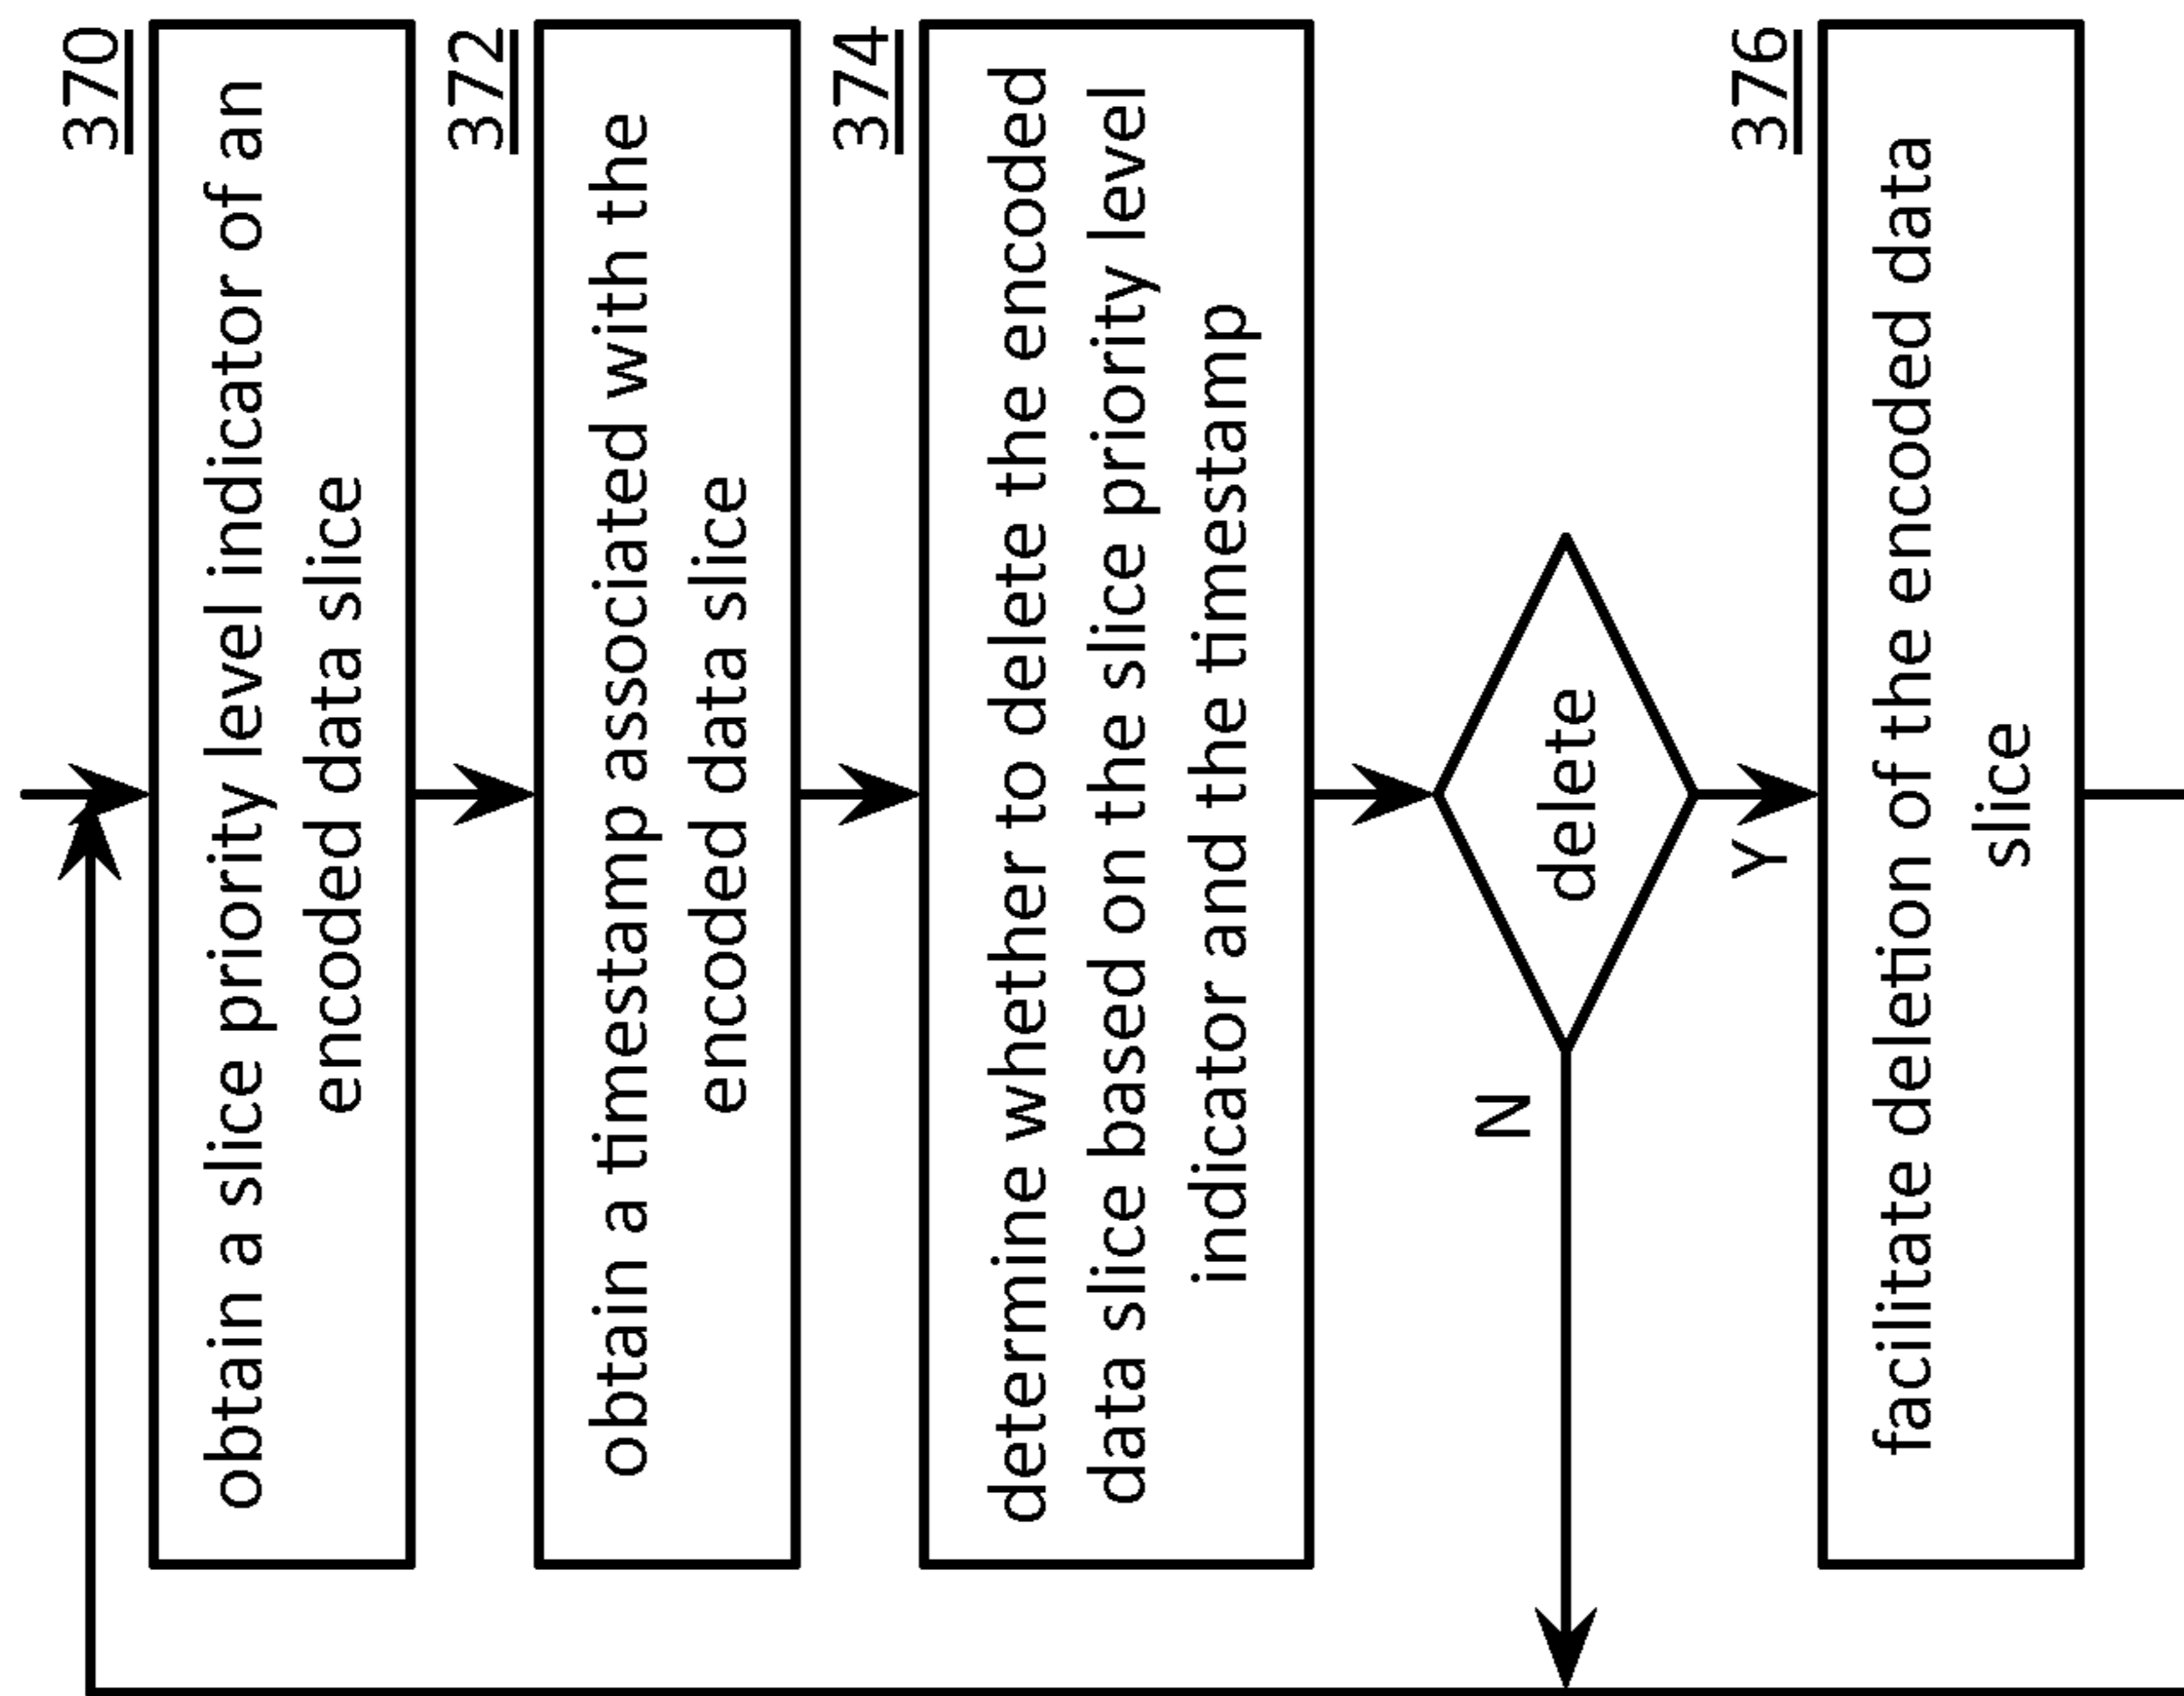 370
obtain a slice priority level indicator of an
encoded data slice
372
obtain a timestamp associated with the
encoded data slice
374
determine whether to delete the encoded
data slice based on the slice priority level
indicator and the timestamp
delete
N
Y
376
facilitate deletion of the encoded data
slice